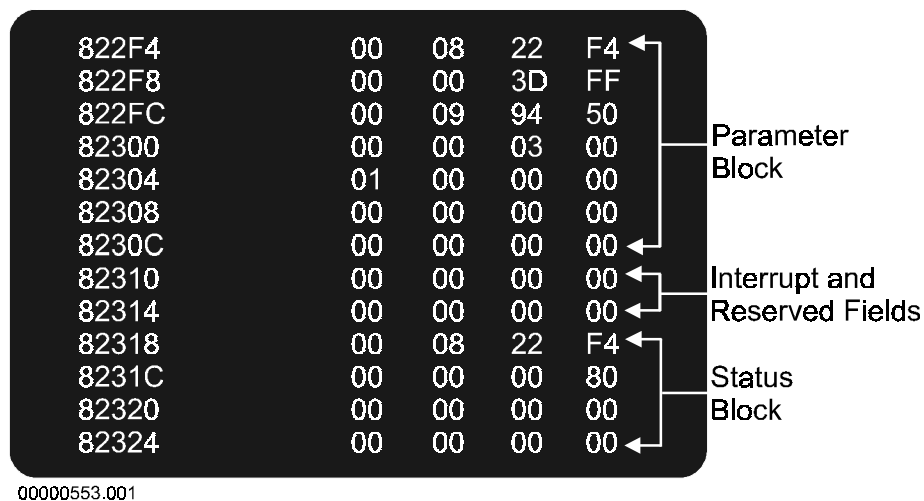 822F4 00 08 22 F4
822F8 00 00 3D FF
822FC 00 09 94 50
82300 00 00 03 00
Parameter
82304 01 00 00 00
Block
82308 00 00 00 00
8230C 00 00 00 00
82310 00 00 00 00
Interrupt and
82314 00 00 00 00
Reserved Fields
82318 00 08 22 F4
8231C 00 00 00 80
Status
82320 00 00 00 00
Block
82324 00 00 00 00
00000553.001